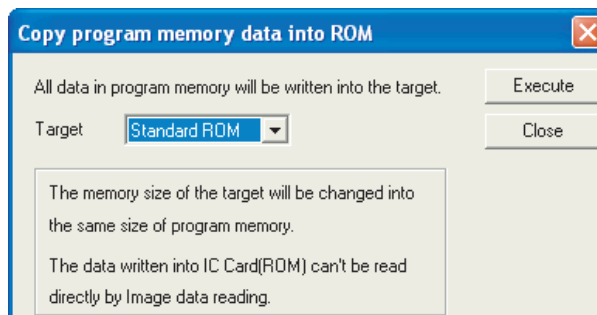 Copy program memory data into ROM
All data in program memory will be written into the target.
Execute
Target
Standard ROM
Close
The memory size of the target will be changed into
the same size of program memory.
The data written into IC Card(ROM) can't be read
directly by Image data reading.